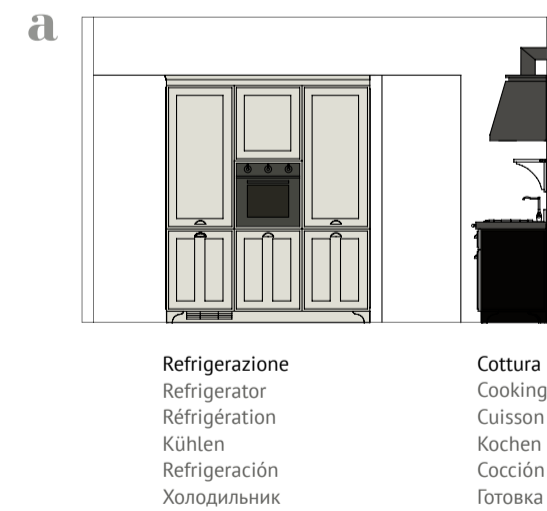 a
Refrigerazione
Refrigerator
Réfrigération
Kühlen
Refrigeración
Холодильник
Cottura
Cooking
Cuisson
Kochen
Cocción
Готовка